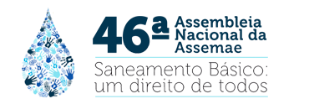 46ª Assembleia
Nacional da
Assemae
Saneamento Básico:
um direito de todos